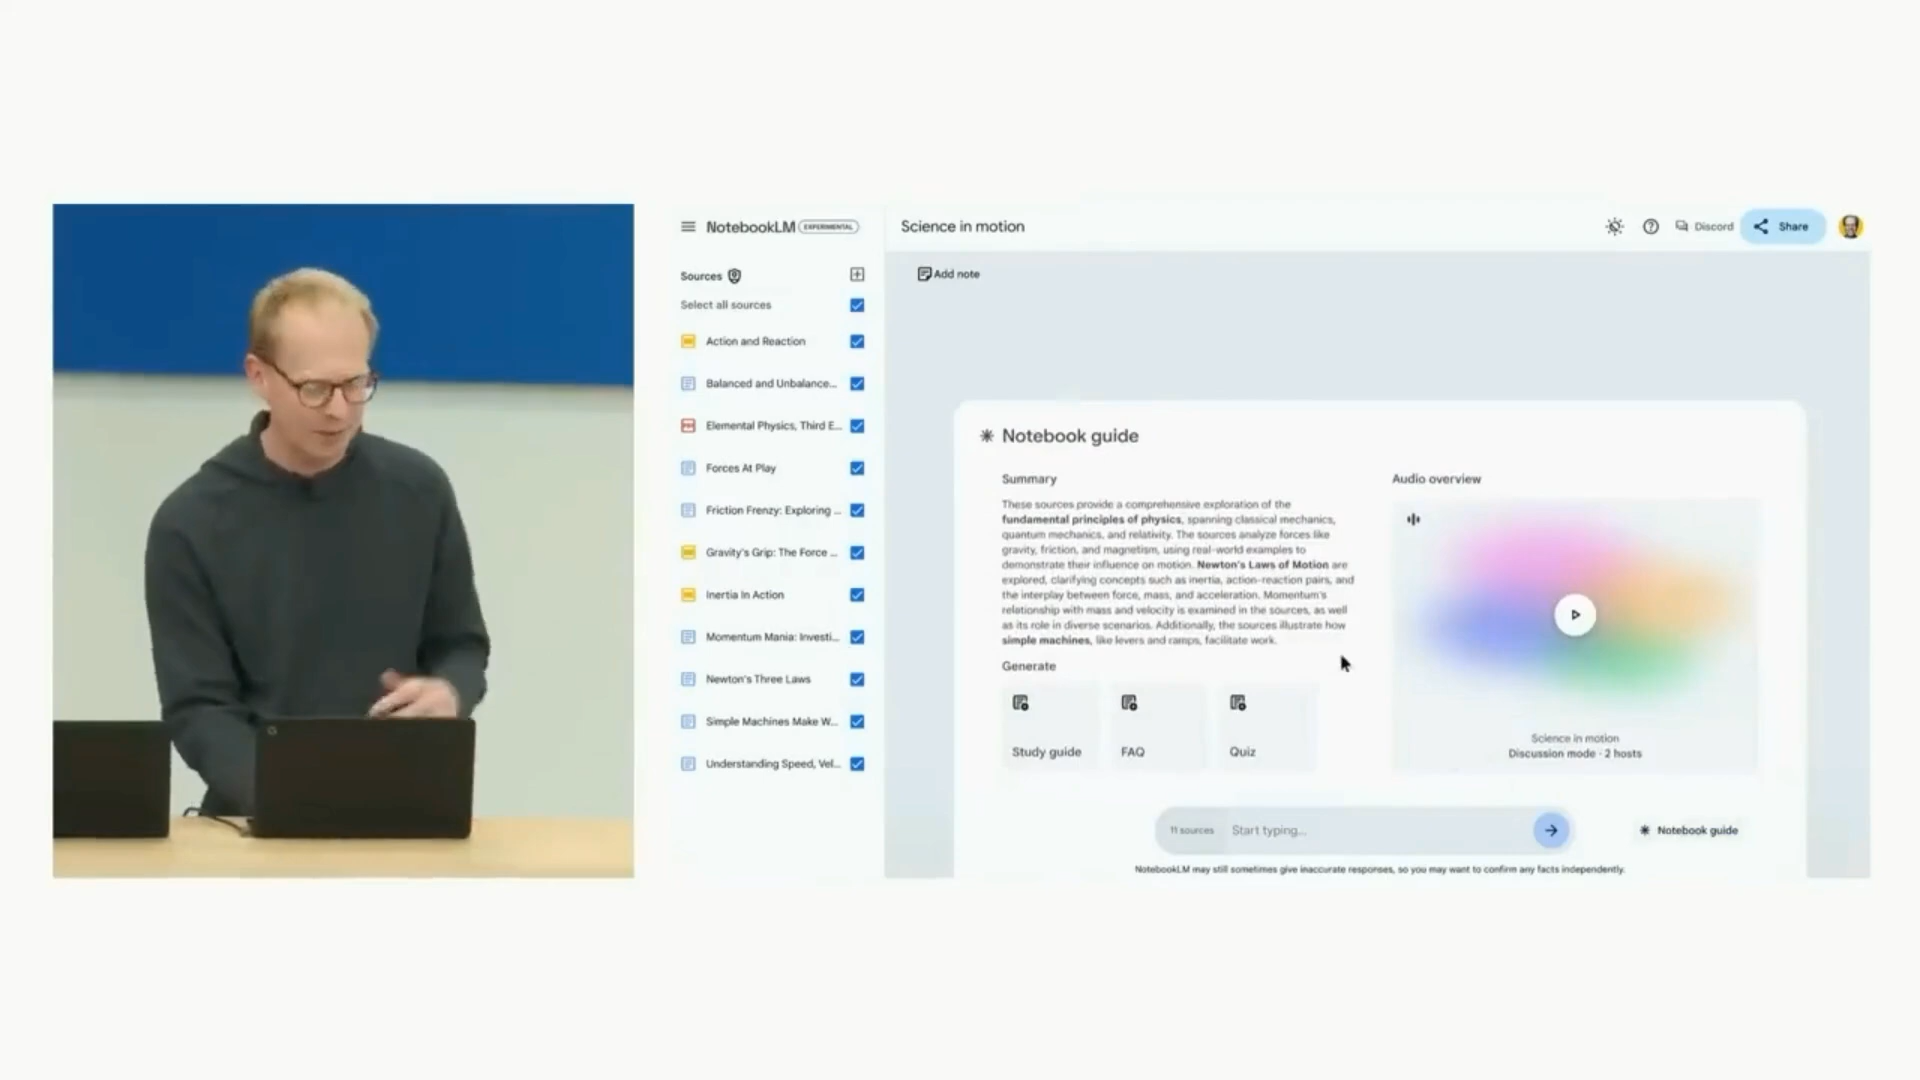 NotebookLM EXPERIMENTAL
Science in motion
Discord
Share
Sources
Select all sources
Action and Reaction
Balanced and Unbalance...
Elemental Physics, Third E...
Forces At Play
Friction Frenzy: Exploring ...
Gravity's Grip: The Force ...
Inertia In Action
Momentum Mania: Investi...
Newton's Three Laws
Simple Machines Make W...
Understanding Speed, Vel...
Add note
Notebook guide
Summary
These sources provide a comprehensive exploration of the
fundamental principles of physics, spanning classical mechanics,
quantum mechanics, and relativity. The sources analyze forces like
gravity, friction, and magnetism, using real-world examples to
demonstrate their influence on motion. Newton's Laws of Motion are
explored, clarifying concepts such as inertia, action-reaction pairs, and
the interplay between force, mass, and acceleration. Momentum's
relationship with mass and velocity is examined in the sources, as well
as its role in diverse scenarios. Additionally, the sources illustrate how
simple machines, like levers and ramps, facilitate work.
Generate
Study guide
FAQ
Quiz
Audio overview
Science in motion
Discussion mode · 2 hosts
11 sources
Start typing...
Notebook guide
NotebookLM may still sometimes give inaccurate responses, so you may want to confirm any facts independently.